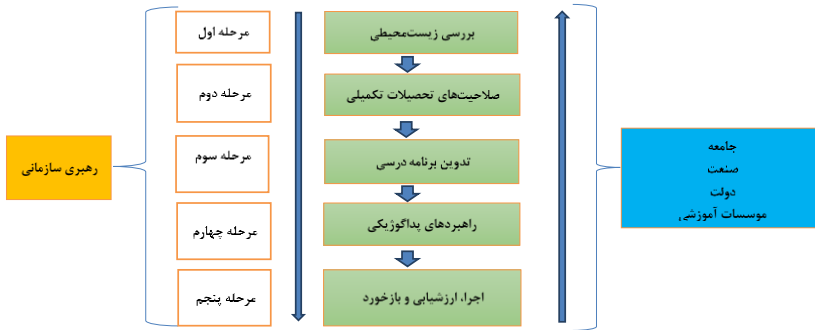 جامعه
صنعت
دولت
موسسات آموزشی
بررسی زیست‌محیطی
صلاحیت‌های تحصیلات تکمیلی
تدوین برنامه درسی
راهبردهای پداگوژیکی
اجرا، ارزشیابی و بازخورد
مرحله اول
مرحله دوم
مرحله سوم
مرحله چهارم
مرحله پنجم
رهبری سازمانی